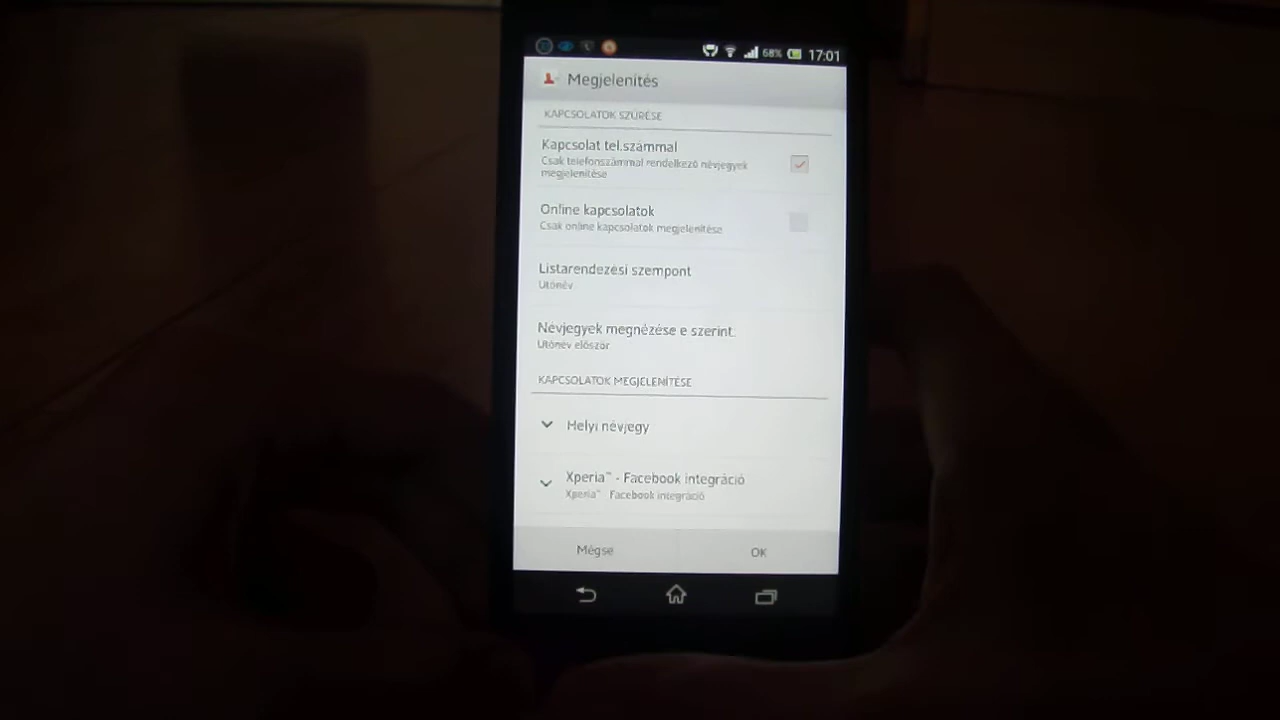 68% 17:01
Megjelenítés
KAPCSOLATOK SZŰRÉSE
Kapcsolat tel.számmal
Csak telefonszámmal rendelkező névjegyek
megjelenítése
Online kapcsolatok
Csak online kapcsolatok megjelenítése
Listarendezési szempont
Utónév
Névjegyek megnézése e szerint:
Utónév először
KAPCSOLATOK MEGJELENÍTÉSE
Helyi névjegy
Xperia™ - Facebook integráció
Xperia™ Facebook integráció
Mégse OK